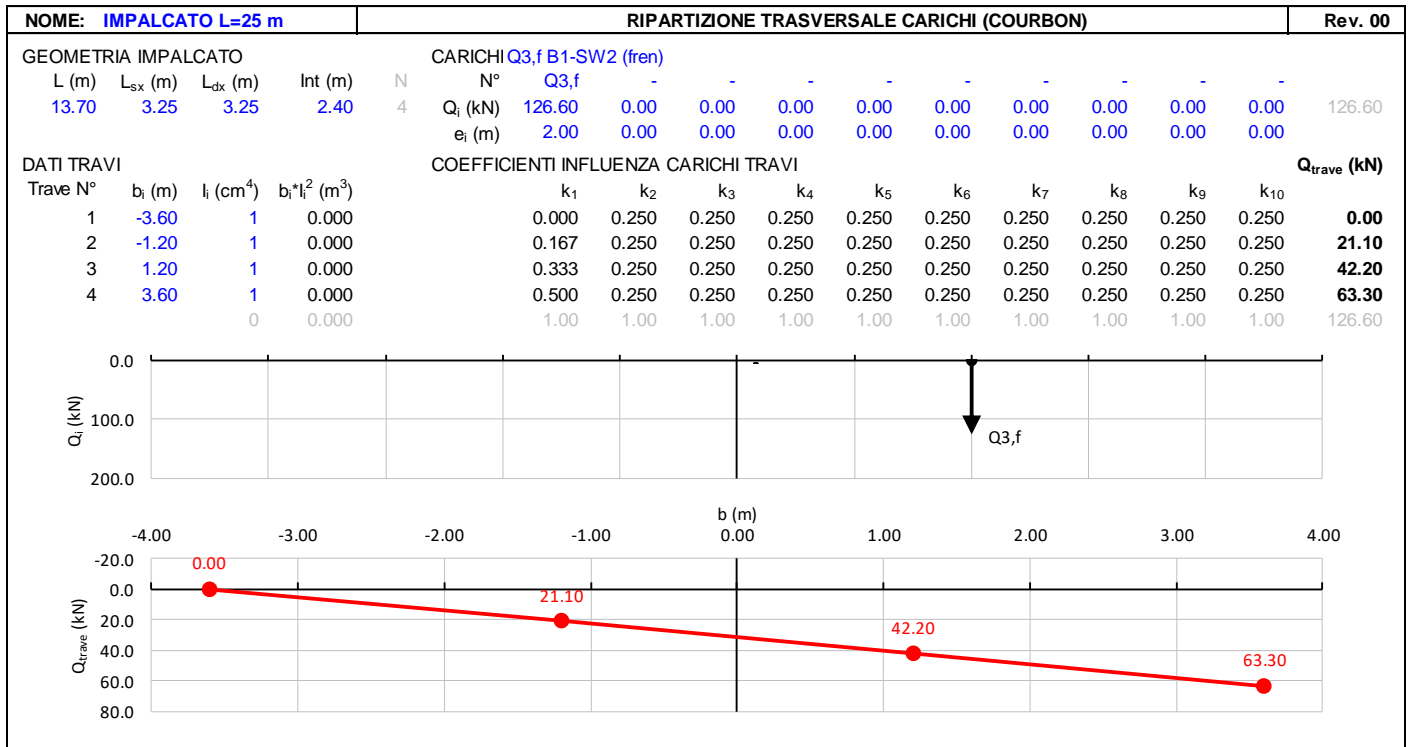 NOME: IMPALCATO L=25 m RIPARTIZIONE TRASVERSALE CARICHI (COURBON) Rev. 00
GEOMETRIA IMPALCATO CARICHI Q3,f B1-SW2 (fren)
L (m) Lsx (m) Ldx (m) Int (m) N N° Q3,f - - - - - - - - -
13.70 3.25 3.25 2.40 4 Qi (kN) 126.60 0.00 0.00 0.00 0.00 0.00 0.00 0.00 0.00 0.00 126.60
ei (m) 2.00 0.00 0.00 0.00 0.00 0.00 0.00 0.00 0.00 0.00
DATI TRAVI COEFFICIENTI INFLUENZA CARICHI TRAVI Qtrave (kN)
Trave N° bi (m) Ii (cm4) bi*Ii2 (m3) k1 k2 k3 k4 k5 k6 k7 k8 k9 k10
1 -3.60 1 0.000 0.000 0.250 0.250 0.250 0.250 0.250 0.250 0.250 0.250 0.250 0.00
2 -1.20 1 0.000 0.167 0.250 0.250 0.250 0.250 0.250 0.250 0.250 0.250 0.250 21.10
3 1.20 1 0.000 0.333 0.250 0.250 0.250 0.250 0.250 0.250 0.250 0.250 0.250 42.20
4 3.60 1 0.000 0.500 0.250 0.250 0.250 0.250 0.250 0.250 0.250 0.250 0.250 63.30
0 0.000 1.00 1.00 1.00 1.00 1.00 1.00 1.00 1.00 1.00 1.00 126.60
0.0
100.0
200.0
Qi (kN)
Q3,f
b (m)
-4.00 -3.00 -2.00 -1.00 0.00 1.00 2.00 3.00 4.00
-20.0
0.0
20.0
40.0
60.0
80.0
Qtrave (kN)
0.00
21.10
42.20
63.30